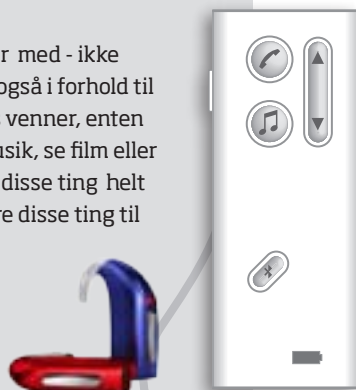 r med - ikke
også i forhold til
venner, enten
usik, se film eller
disse ting helt
re disse ting til